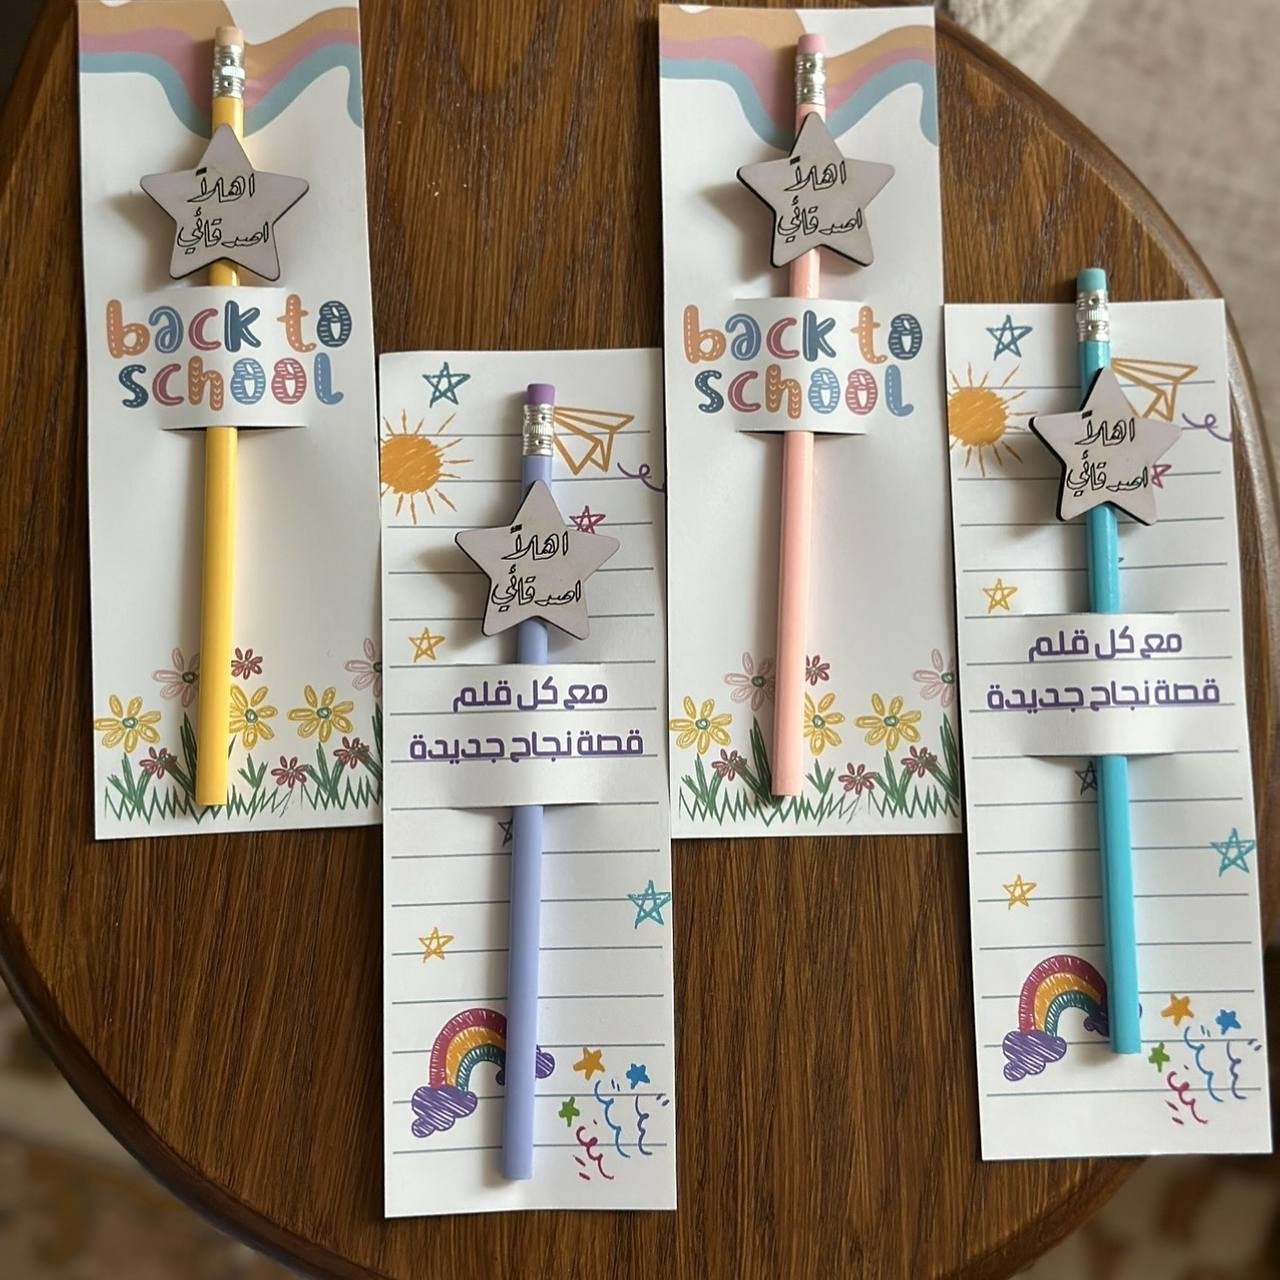 اهلاً
اصدقائي
back to
school
اهلاً
اصدقائي
back to
school
اهلاً
اصدقائي
مع كل قلم
قصة نجاح جديدة
اهلاً
اصدقائي
مع كل قلم
قصة نجاح جديدة